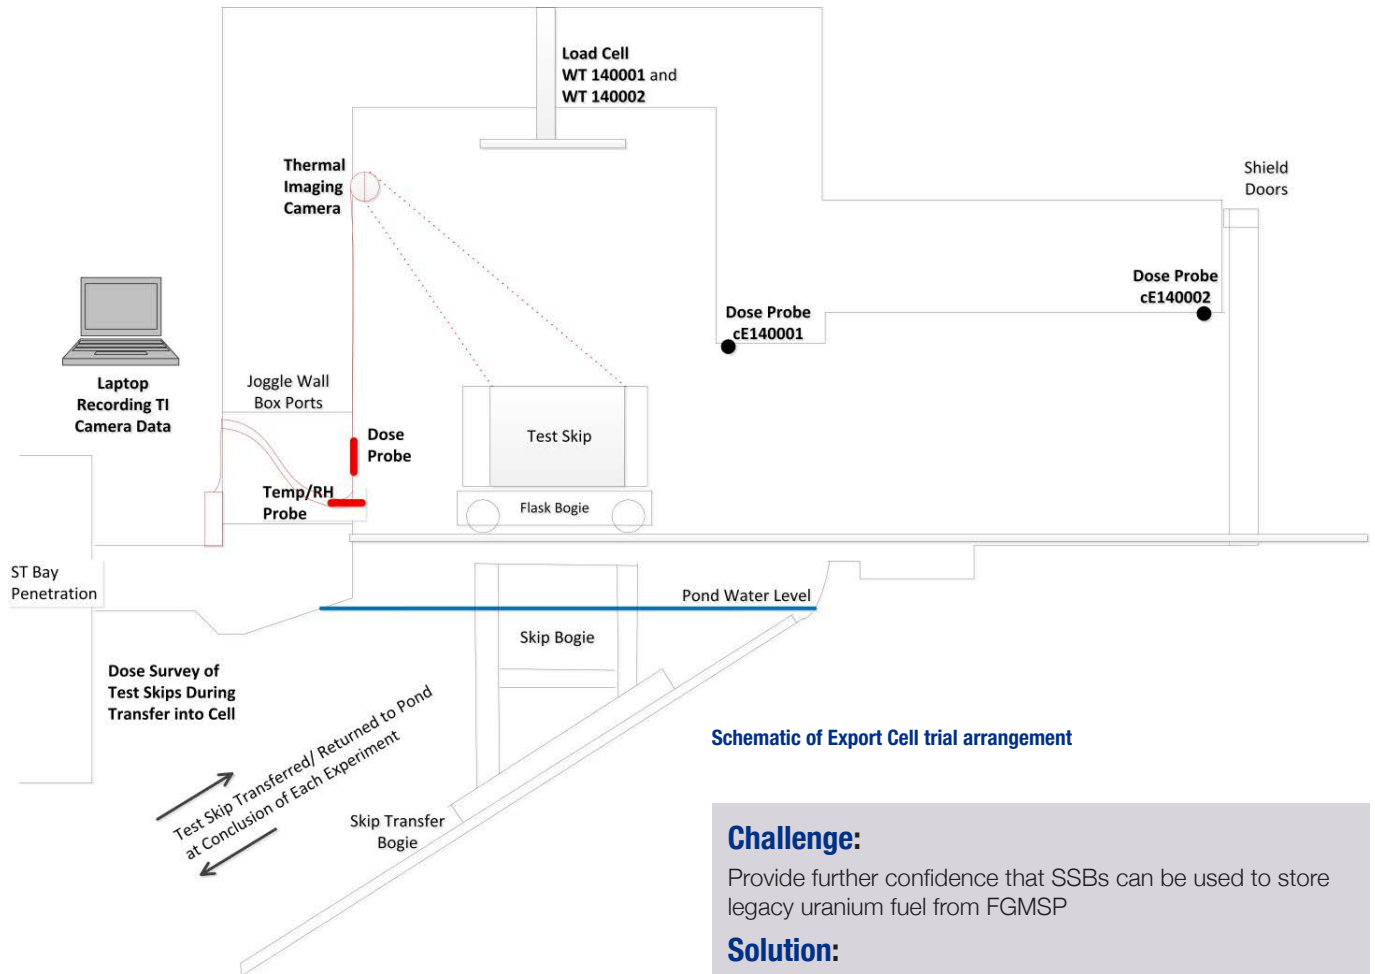 Load Cell
WT 140001 and
WT 140002
Thermal
Imaging
Camera
Shield
Doors
Dose Probe
cE140002
Dose Probe
cE140001
Laptop
Recording TI
Camera Data
Joggle Wall
Box Ports
Dose
Probe
Test Skip
Temp/RH
Probe
Flask Bogie
ST Bay
Penetration
Pond Water Level
Skip Bogie
Dose Survey of
Test Skips During
Transfer into Cell
Test Skip Transferred/ Returned to Pond
at Conclusion of Each Experiment
Skip Transfer
Bogie
Schematic of Export Cell trial arrangement
Challenge:
Provide further confidence that SSBs can be used to store
legacy uranium fuel from FGMSP
Solution: